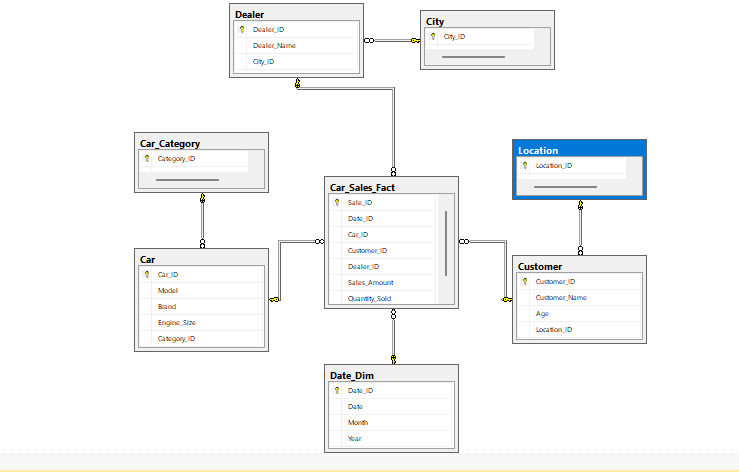 Dealer
Dealer_ID
Dealer_Name
City_ID
City
City_ID
Car_Category
Category_ID
Location
Location_ID
Car_Sales_Fact
Sale_ID
Date_ID
Car_ID
Customer_ID
Dealer_ID
Sales_Amount
Quantity_Sold
Car
Car_ID
Model
Brand
Engine_Size
Category_ID
Customer
Customer_ID
Customer_Name
Age
Location_ID
Date_Dim
Date_ID
Date
Month
Year